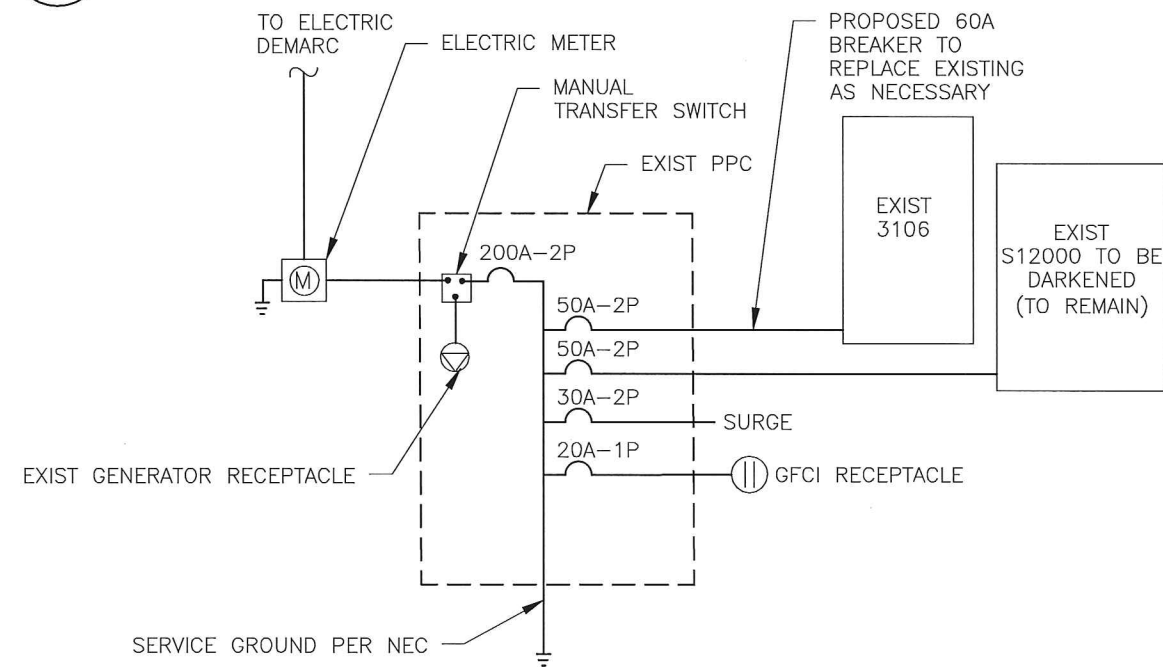 TO ELECTRIC
DEMARC
ELECTRIC METER
MANUAL
TRANSFER SWITCH
EXIST PPC
PROPOSED 60A
BREAKER TO
REPLACE EXISTING
AS NECESSARY
EXIST
3106
EXIST
S12000 TO BE
DARKENED
(TO REMAIN)
200A-2P
M
50A-2P
50A-2P
30A-2P
SURGE
20A-1P
GFCI RECEPTACLE
EXIST GENERATOR RECEPTACLE
SERVICE GROUND PER NEC